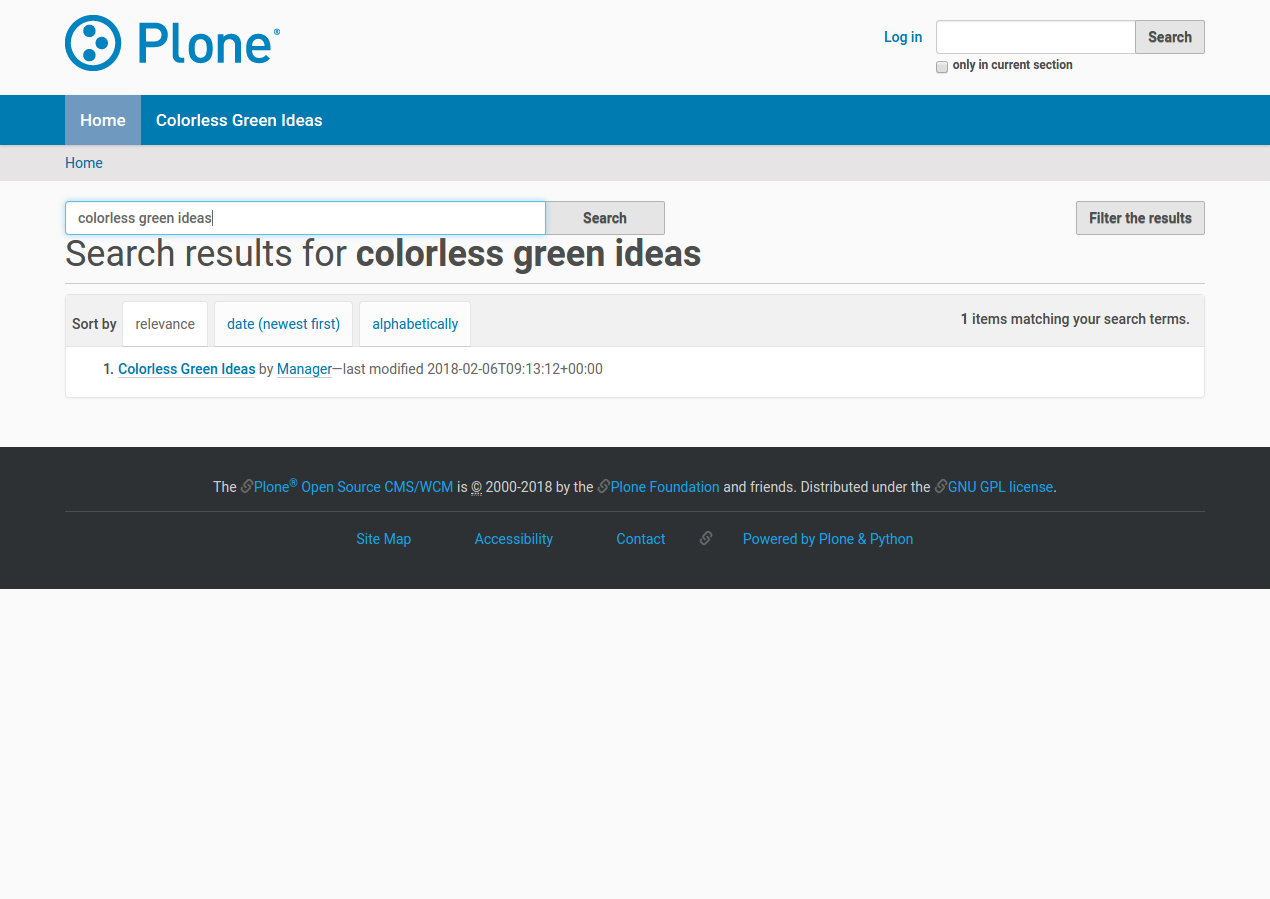 Plone®
Log in
Search
only in current section
Home
Colorless Green Ideas
Home
colorless green ideas
Search
Filter the results
Search results for colorless green ideas
Sort by
relevance
date (newest first)
alphabetically
1 items matching your search terms.
1. Colorless Green Ideas by Manager—last modified 2018-02-06T09:13:12+00:00
The Plone® Open Source CMS/WCM is © 2000-2018 by the Plone Foundation and friends. Distributed under the GNU GPL license.
Site Map
Accessibility
Contact
Powered by Plone & Python